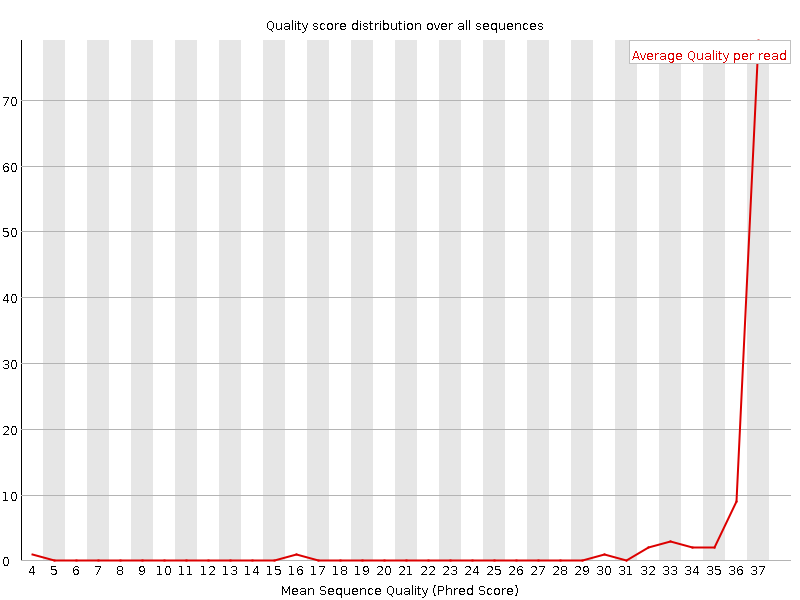 Quality score distribution over all sequences
Average Quality per read
70
60
50
40
30
20
10
0
4 5 6 7 8 9 10 11 12 13 14 15 16 17 18 19 20 21 22 23 24 25 26 27 28 29 30 31 32 33 34 35 36 37
Mean Sequence Quality (Phred Score)